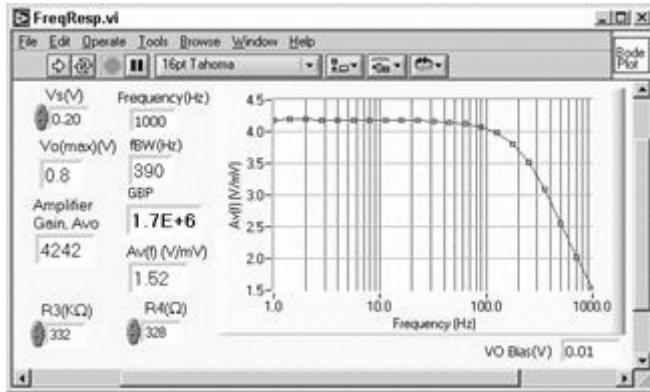 FreqResp.vi
File Edit Operate Tools Browse Window Help
16pt Tahoma
Bode
Plot
Vs(V)
0.20
Frequency(Hz)
1000
Vo(max)(V)
0.8
fBW(Hz)
390
Amplifier
Gain, Avo
4242
GBP
1.7E+6
Av(f) (V/mV)
1.52
R3(KΩ)
332
R4(Ω)
328
Av(f) (V/mV)
4.5
4.0
3.5
3.0
2.5
2.0
1.5
1.0 10.0 100.0 1000.0
Frequency (Hz)
VO Bias(V) 0.01